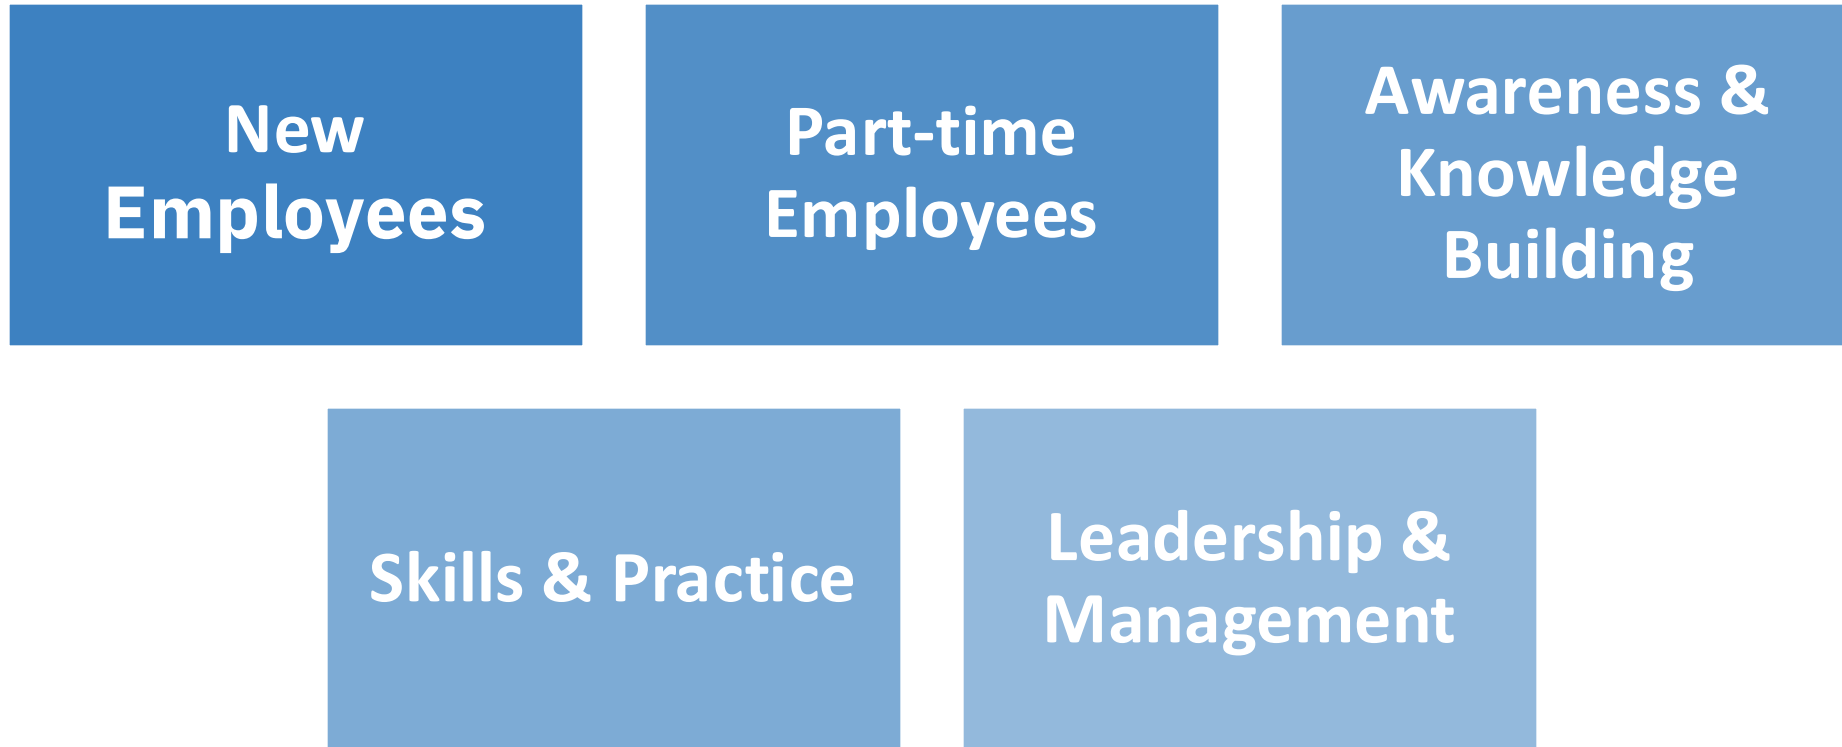 New
Employees
Part-time
Employees
Awareness &
Knowledge
Building
Skills & Practice
Leadership &
Management